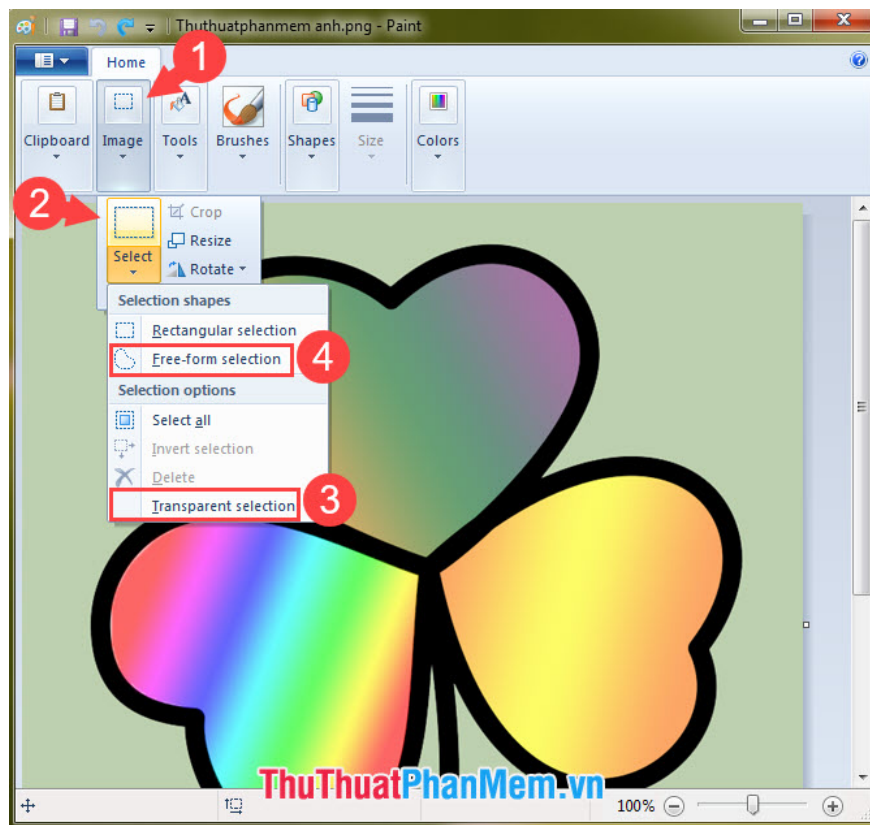 Thuthuatphanmem anh.png - Paint
Home
1
Clipboard Image Tools Brushes Shapes Size Colors
2
Select
Crop
Resize
Rotate
Selection shapes
Rectangular selection
Free-form selection
4
Selection options
Select all
Invert selection
Delete
Transparent selection
3
ThuThuatPhanMem.vn
100%